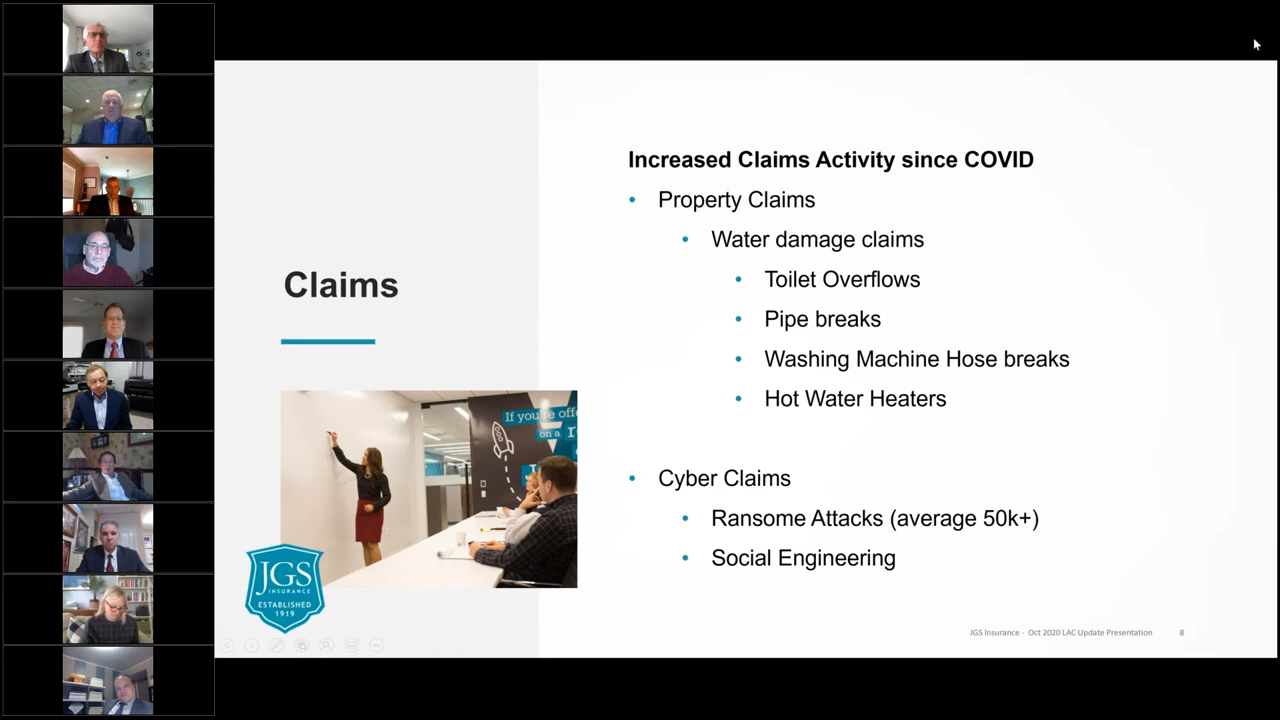 Increased Claims Activity since COVID
• Property Claims
• Water damage claims
• Toilet Overflows
• Pipe breaks
• Washing Machine Hose breaks
• Hot Water Heaters
• Cyber Claims
• Ransome Attacks (average 50k+)
• Social Engineering
Claims
If you're offe
on a r
JGS
INSURANCE
ESTABLISHED
1919
JGS Insurance - Oct 2020 LAC Update Presentation 8